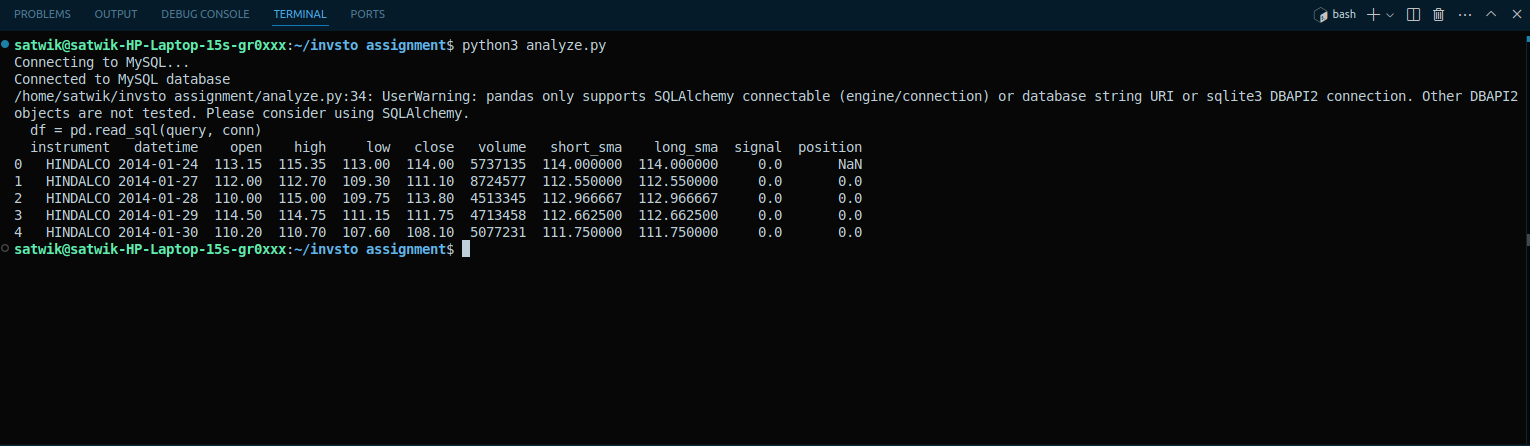 PROBLEMS OUTPUT DEBUG CONSOLE TERMINAL PORTS bash
satwik@satwik-HP-Laptop-15s-gr0xxx:~/invsto assignment$ python3 analyze.py
Connecting to MySQL...
Connected to MySQL database
/home/satwik/invsto assignment/analyze.py:34: UserWarning: pandas only supports SQLAlchemy connectable (engine/connection) or database string URI or sqlite3 DBAPI2 connection. Other DBAPI2
objects are not tested. Please consider using SQLAlchemy.
  df = pd.read_sql(query, conn)
  instrument   datetime    open    high     low   close   volume   short_sma    long_sma  signal  position
0   HINDALCO 2014-01-24  113.15  115.35  113.00  114.00  5737135  114.000000  114.000000     0.0       NaN
1   HINDALCO 2014-01-27  112.00  112.70  109.30  111.10  8724577  112.550000  112.550000     0.0       0.0
2   HINDALCO 2014-01-28  110.00  115.00  109.75  113.80  4513345  112.966667  112.966667     0.0       0.0
3   HINDALCO 2014-01-29  114.50  114.75  111.15  111.75  4713458  112.662500  112.662500     0.0       0.0
4   HINDALCO 2014-01-30  110.20  110.70  107.60  108.10  5077231  111.750000  111.750000     0.0       0.0
satwik@satwik-HP-Laptop-15s-gr0xxx:~/invsto assignment$